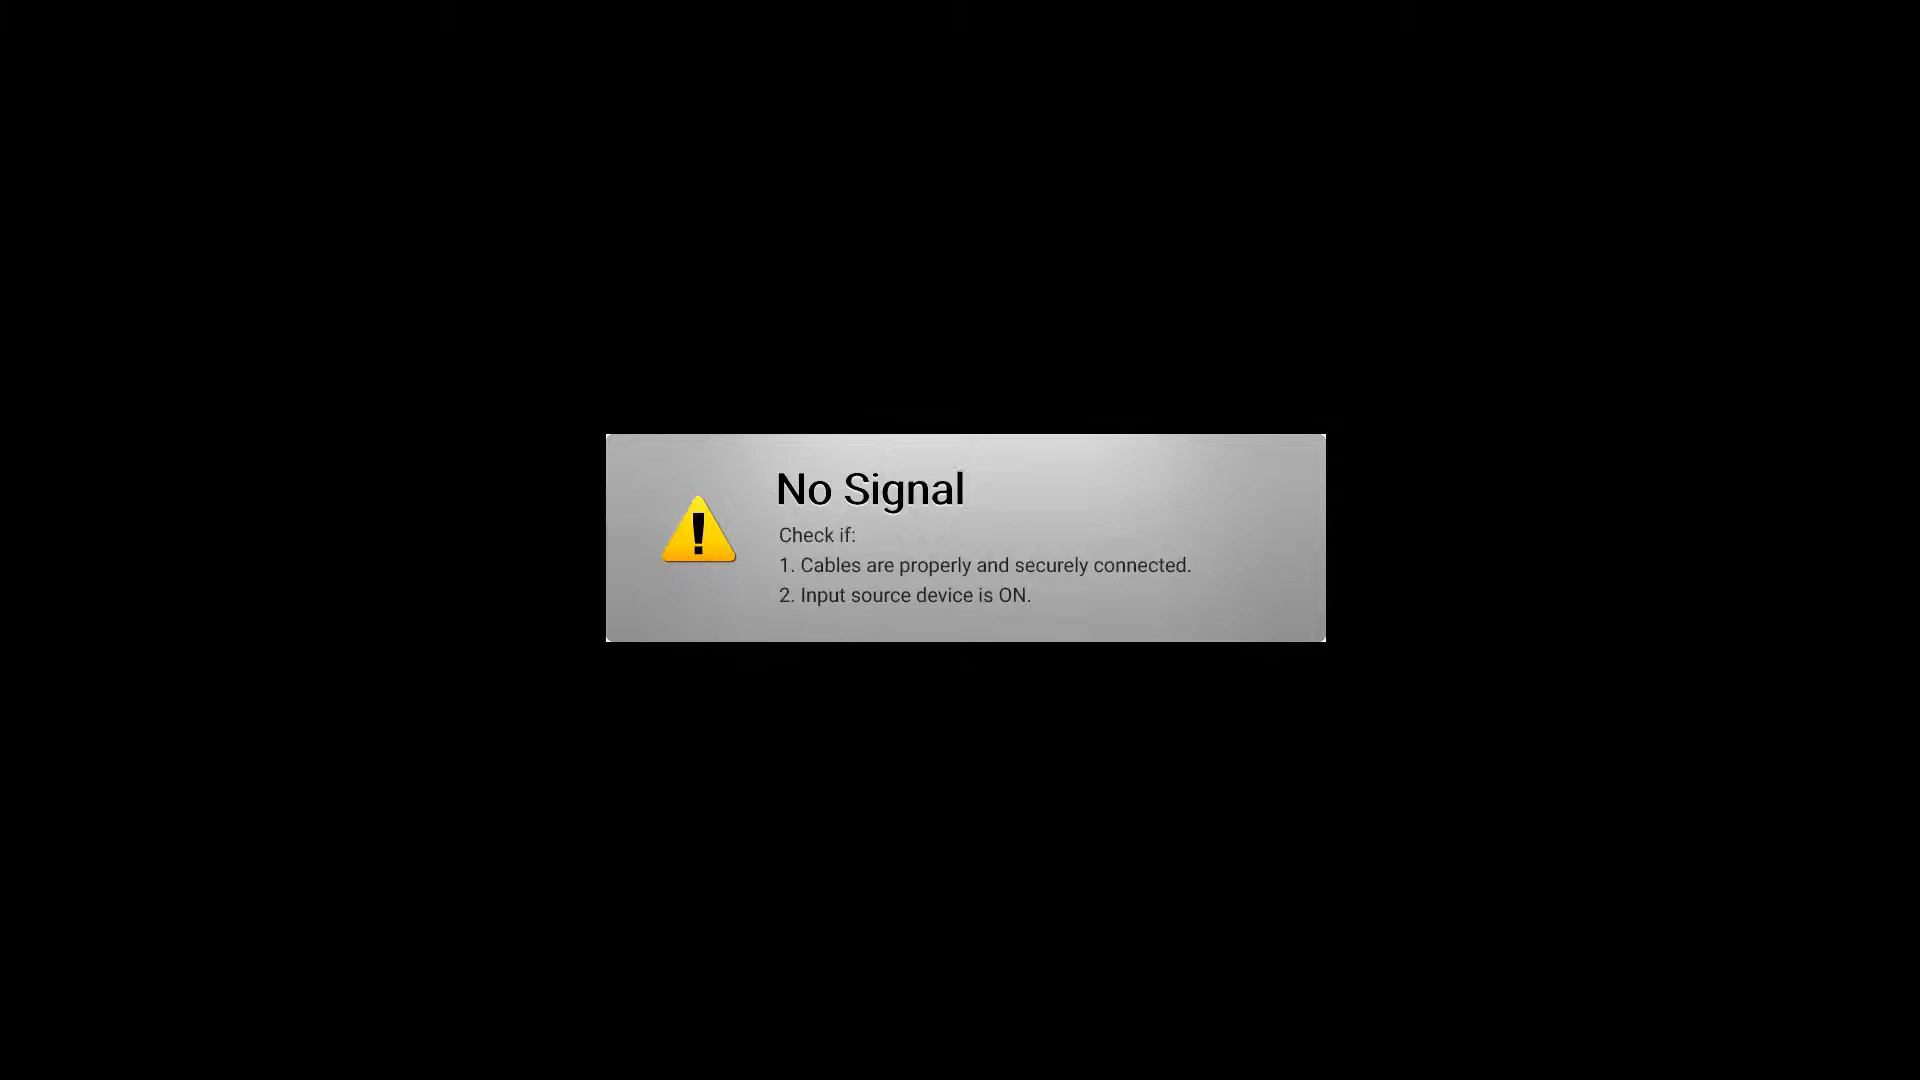 No Signal
Check if:
1. Cables are properly and securely connected.
2. Input source device is ON.